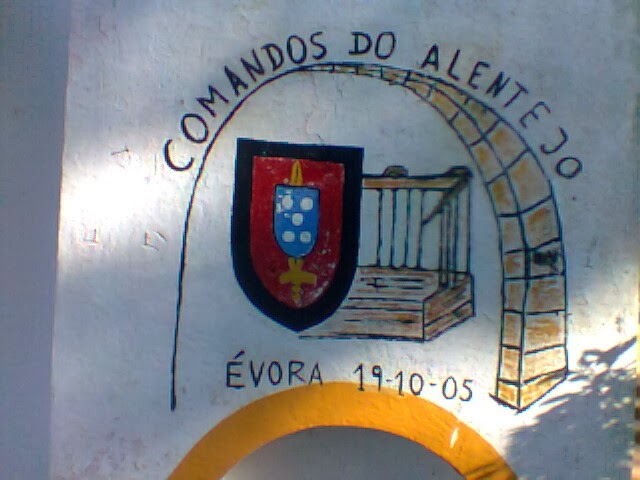 COMANDOS DO ALENTEJO
ÉVORA 19-10-05